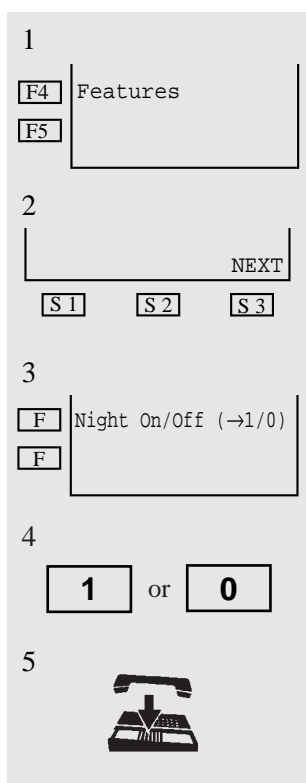 1
F4 Features
F5
2
NEXT
S 1 S 2 S 3
3
F Night On/Off (→1/0)
F
4
1 or 0
5